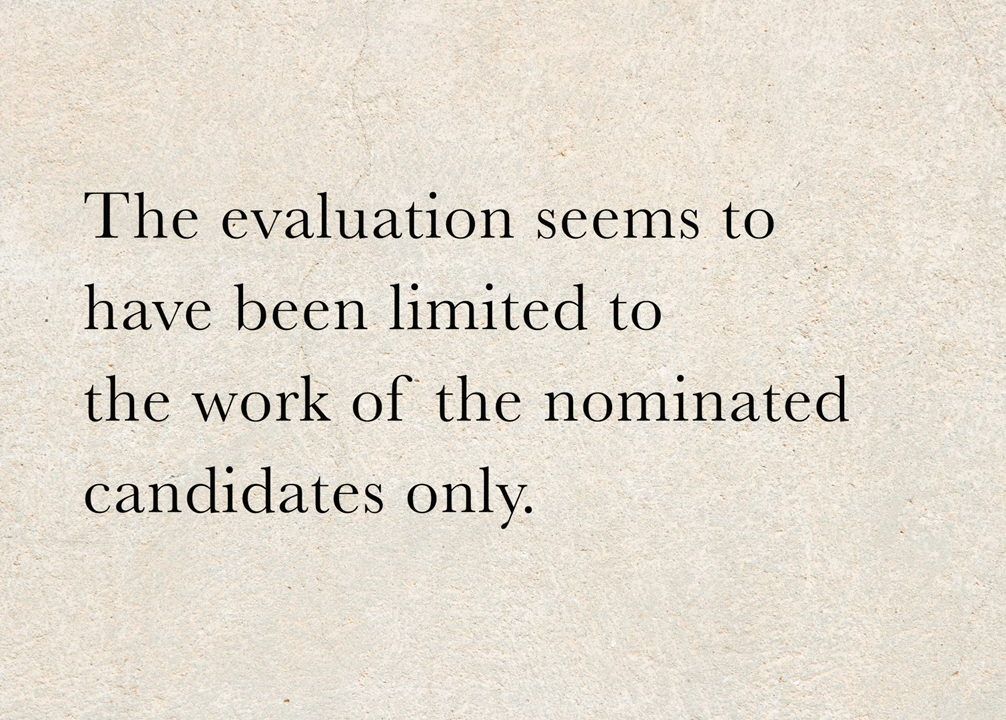 The evaluation seems to
have been limited to
the work of the nominated
candidates only.